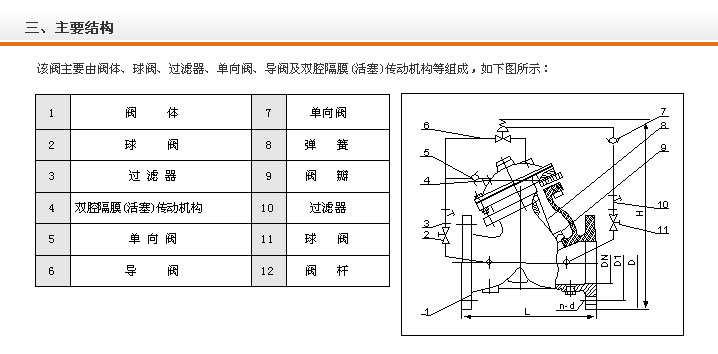 三、主要结构
该阀主要由阀体、球阀、过滤器、单向阀、导阀及双腔隔膜(活塞)传动机构等组成，如下图所示：
1 阀 体 7 单向阀
2 球 阀 8 弹 簧
3 过 滤 器 9 阀 瓣
4 双腔隔膜(活塞)传动机构 10 过滤器
5 单 向 阀 11 球 阀
6 导 阀 12 阀 杆
6
5
4
3
2
1
7
8
9
10
11
H
DN
D1
D
n-d
L